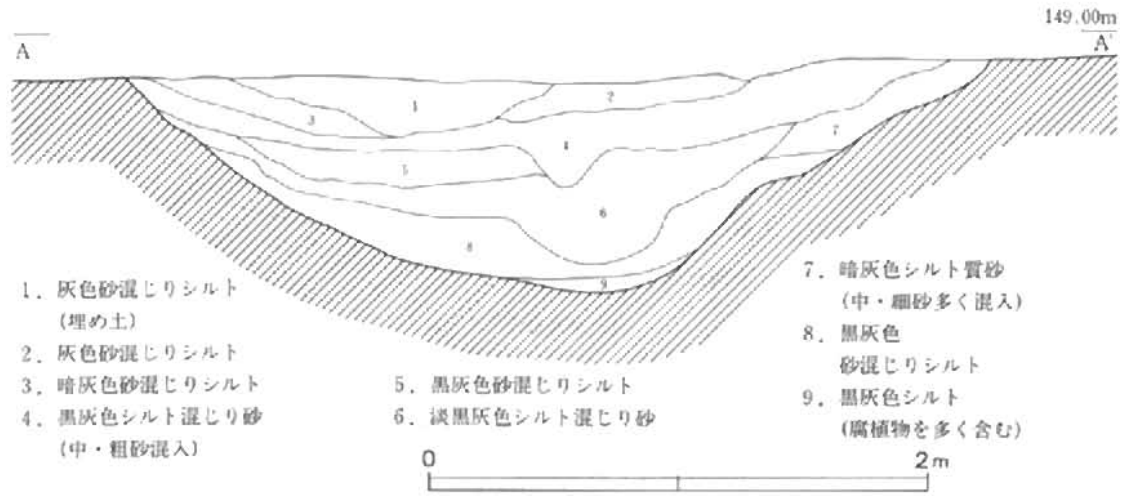 149.00m
A
A'
1
2
3
4
7
5
6
8
9
1. 灰色砂混じりシルト
(埋め土)
2. 灰色砂混じりシルト
3. 暗灰色砂混じりシルト
4. 黒灰色シルト混じり砂
(中・粗砂混入)
5. 黒灰色砂混じりシルト
6. 淡黒灰色シルト混じり砂
7. 暗灰色シルト質砂
(中・細砂多く混入)
8. 黒灰色
砂混じりシルト
9. 黒灰色シルト
(腐植物を多く含む)
0
2m